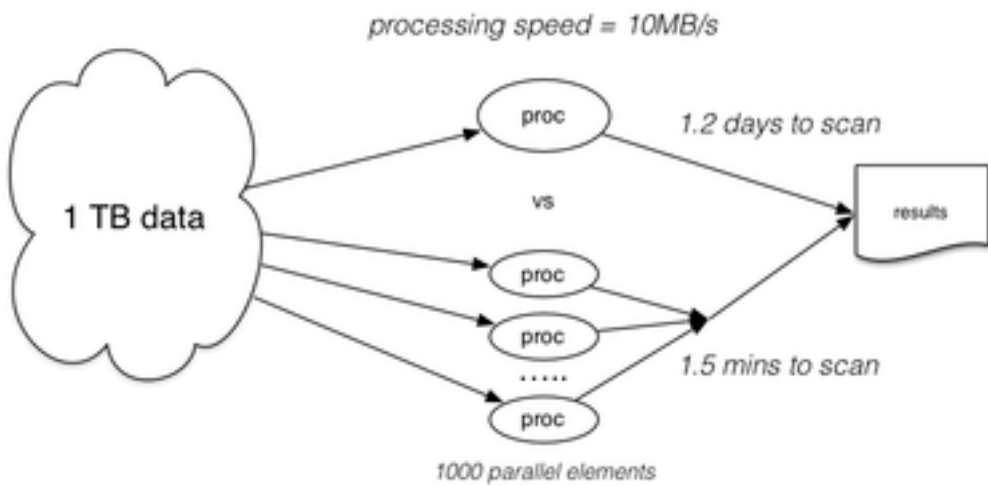 processing speed = 10MB/s
proc
1.2 days to scan
1 TB data
vs
results
proc
proc
1.5 mins to scan
.....
proc
1000 parallel elements